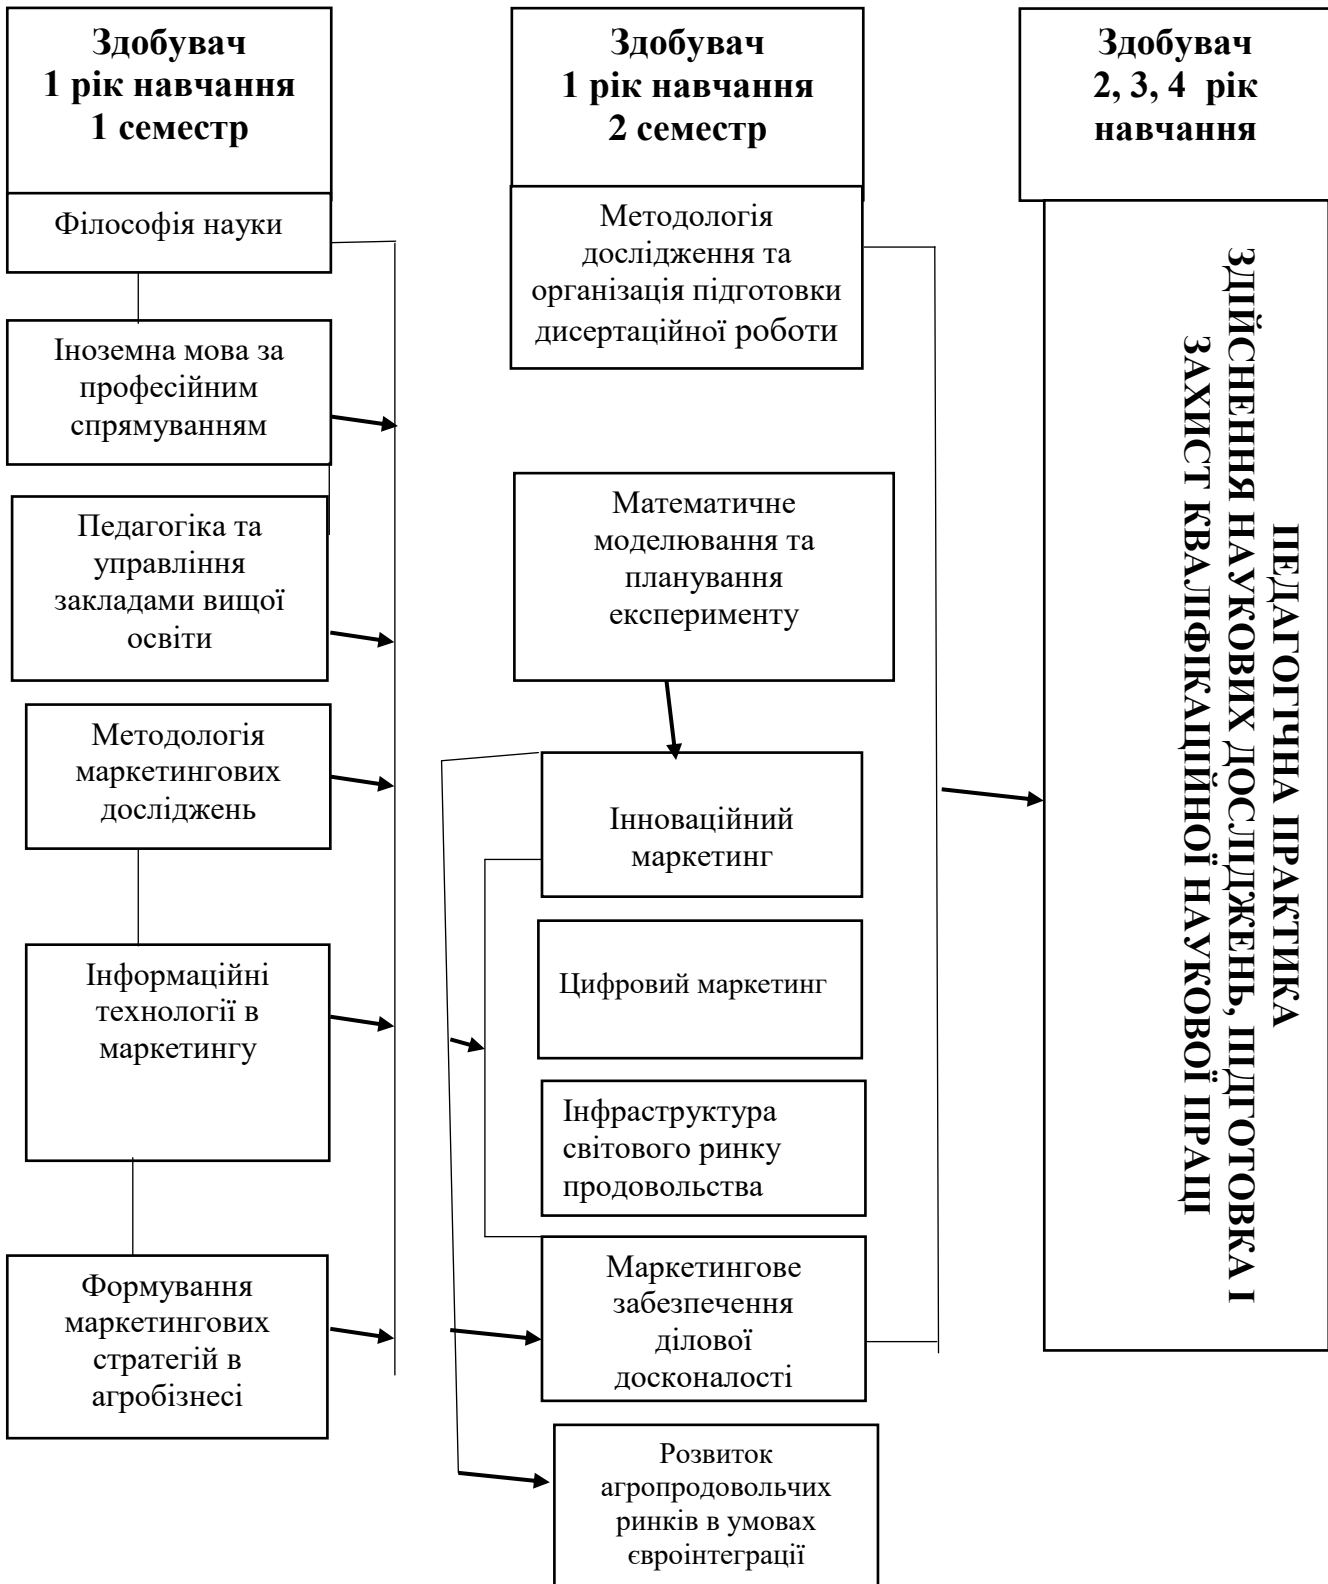 Здобувач
1 рік навчання
1 семестр
Філософія науки
Іноземна мова за
професійним
спрямуванням
Педагогіка та
управління
закладами вищої
освіти
Методологія
маркетингових
досліджень
Інформаційні
технології в
маркетингу
Формування
маркетингових
стратегій в
агробізнесі
Здобувач
1 рік навчання
2 семестр
Методологія
дослідження та
організація підготовки
дисертаційної роботи
Математичне
моделювання та
планування
експерименту
Інноваційний
маркетинг
Цифровий маркетинг
Інфраструктура
світового ринку
продовольства
Маркетингове
забезпечення
ділової
досконалості
Розвиток
агропродовольчих
ринків в умовах
євроінтеграції
Здобувач
2, 3, 4 рік
навчання
ПЕДАГОГІЧНА ПРАКТИКА
ЗДІЙСНЕННЯ НАУКОВИХ ДОСЛІДЖЕНЬ, ПІДГОТОВКА І
ЗАХИСТ КВАЛІФІКАЦІЙНОЇ НАУКОВОЇ ПРАЦІ